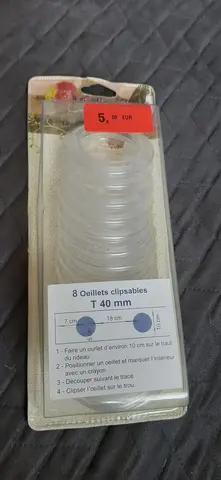 5,00 EUR
8 Oeillets clipsables
T 40 mm
7 cm
18 cm
10 cm
1 - Faire un ourlet d'environ 10 cm sur le haut
du rideau
2 - Positionner un oeillet et marquer l'interieur
avec un crayon
3 - Découper suivant le tracé
4 - Clipser l'oeillet sur le trou